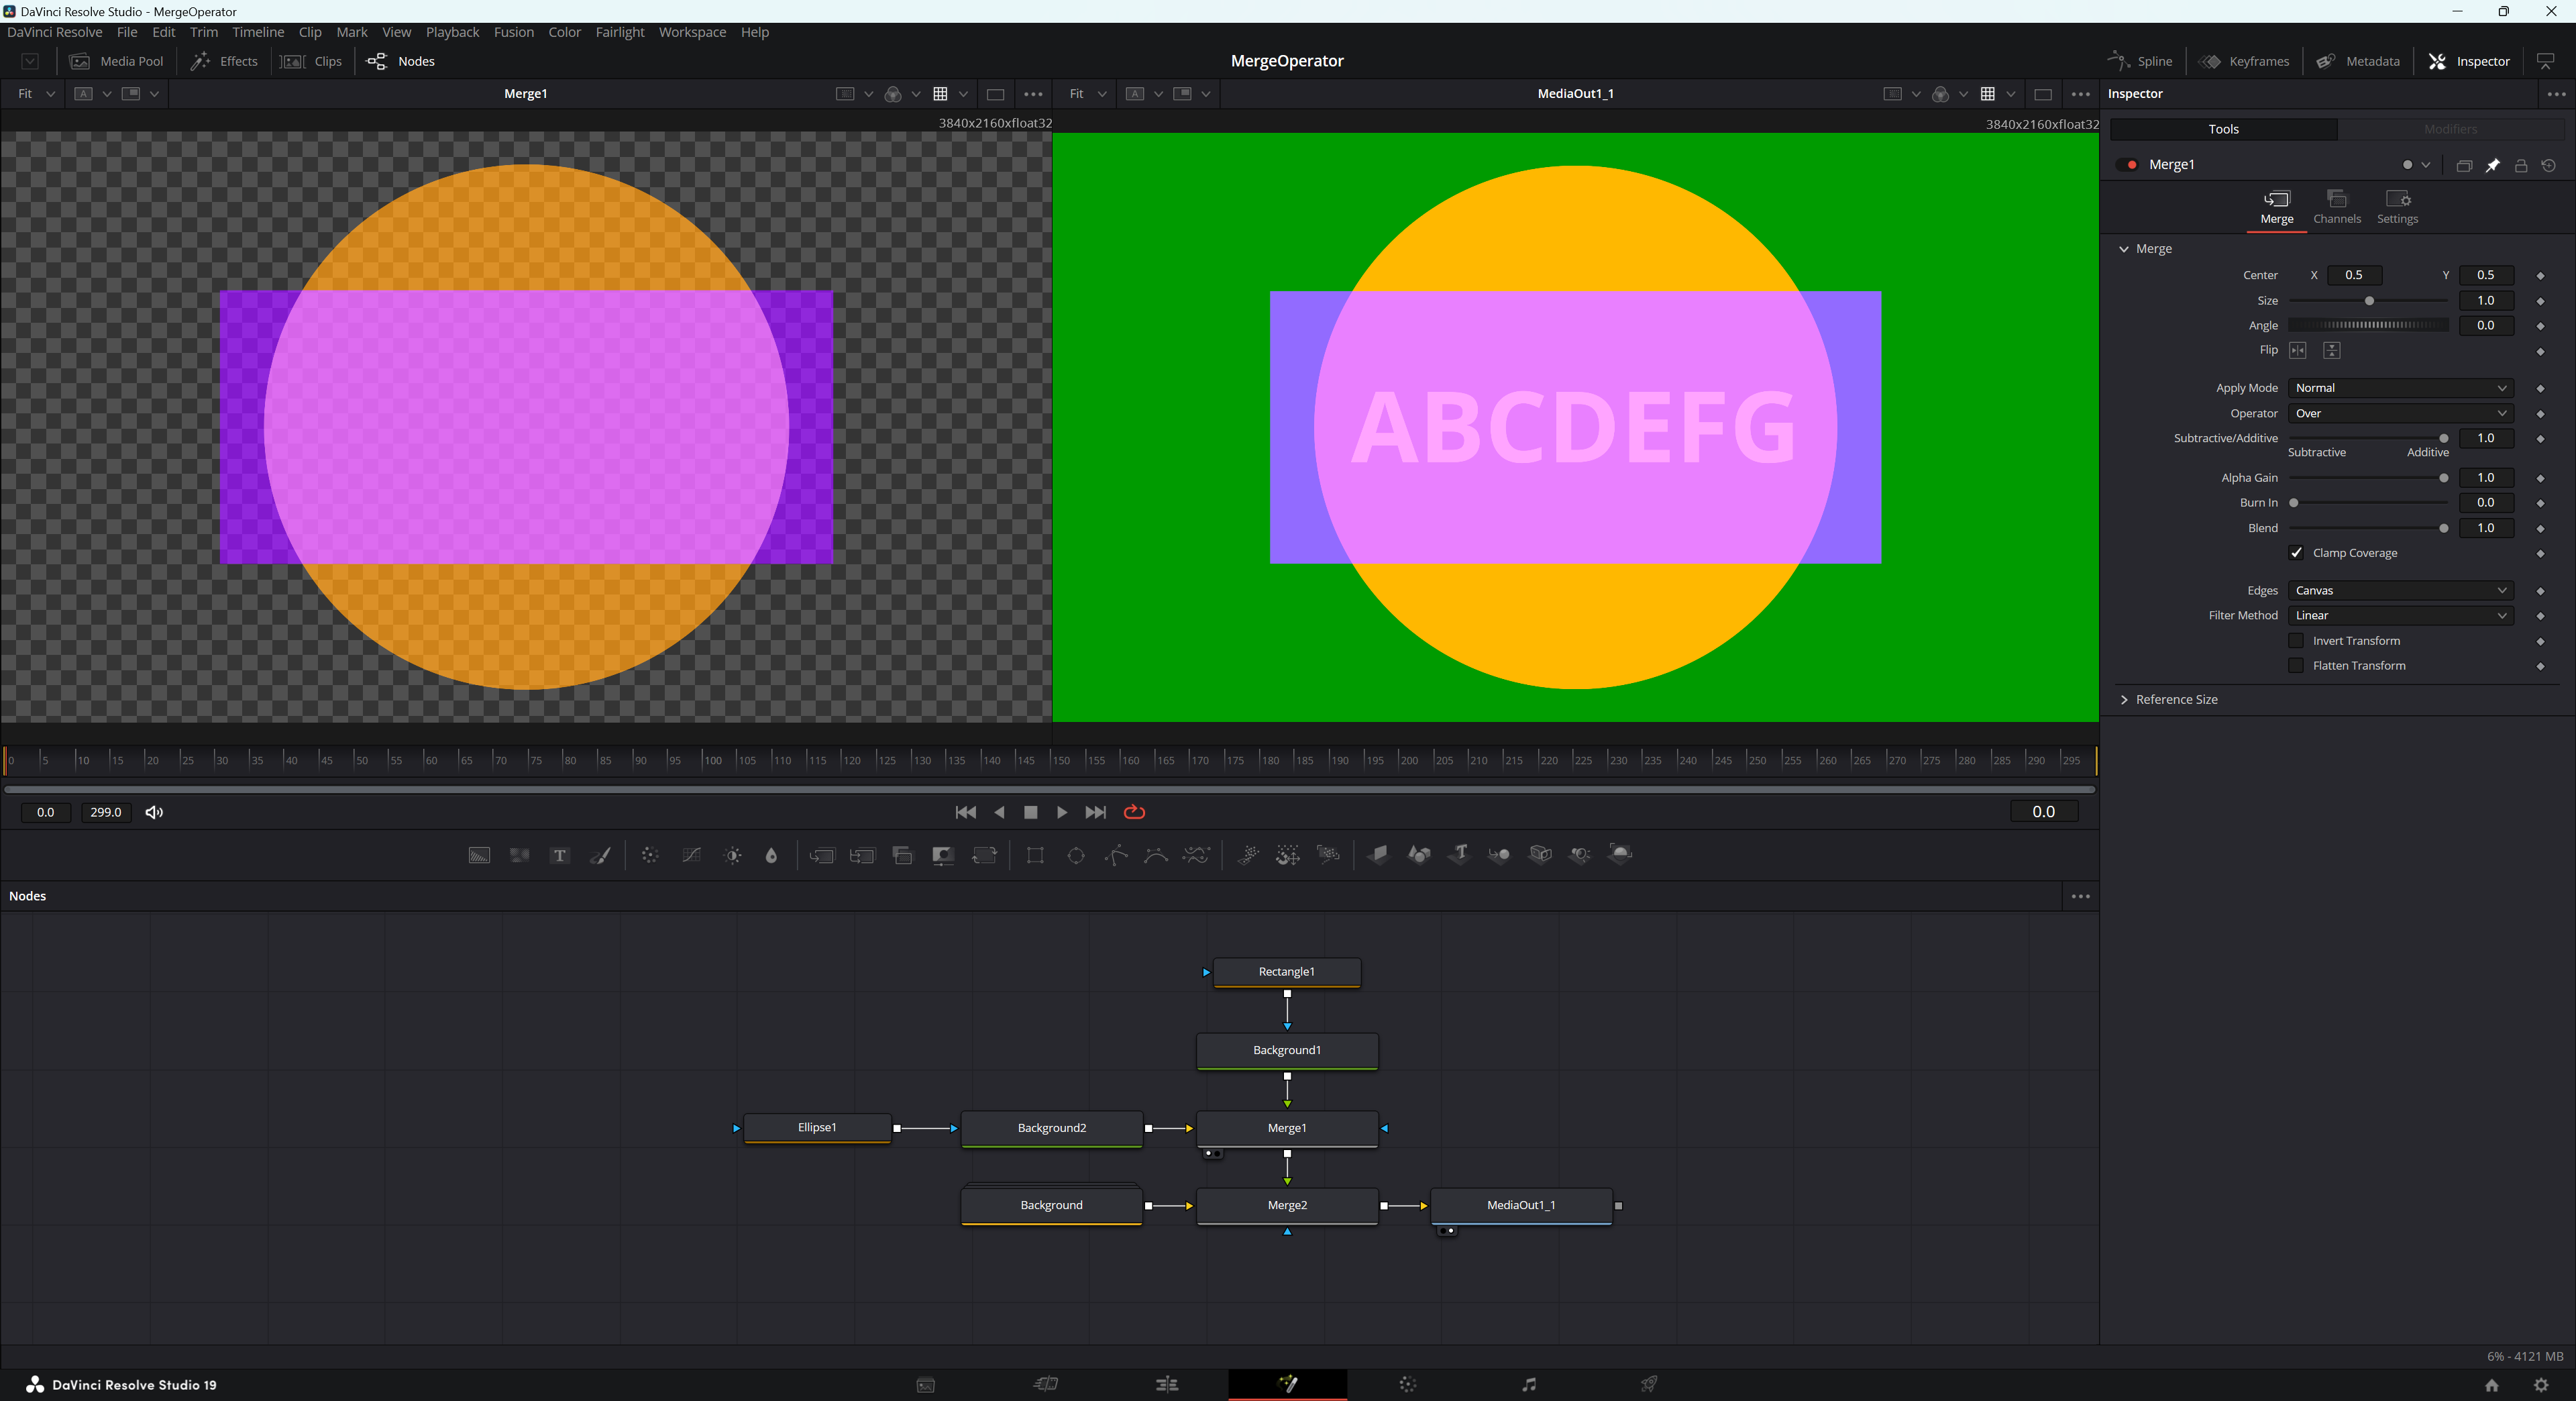 DaVinci Resolve Studio - MergeOperator
DaVinci Resolve File Edit Trim Timeline Clip Mark View Playback Fusion Color Fairlight Workspace Help
Media Pool Effects Clips Nodes MergeOperator Spline Keyframes Metadata Inspector
Fit A Merge1 Fit A MediaOut1_1 Inspector
3840x2160xfloat32 3840x2160xfloat32
Tools Modifiers
Merge1
Merge Channels Settings
Merge
Center X 0.5 Y 0.5
Size 1.0
Angle 0.0
Flip
Apply Mode Normal
Operator Over
Subtractive/Additive 1.0
Subtractive Additive
Alpha Gain 1.0
Burn In 0.0
Blend 1.0
Clamp Coverage
Edges Canvas
Filter Method Linear
Invert Transform
Flatten Transform
Reference Size
ABCDEFG
0 5 10 15 20 25 30 35 40 45 50 55 60 65 70 75 80 85 90 95 100 105 110 115 120 125 130 135 140 145 150 155 160 165 170 175 180 185 190 195 200 205 210 215 220 225 230 235 240 245 250 255 260 265 270 275 280 285 290 295
0.0 299.0 0.0
T
Nodes
Rectangle1
Background1
Ellipse1 Background2 Merge1
Background Merge2 MediaOut1_1
6% - 4121 MB
DaVinci Resolve Studio 19